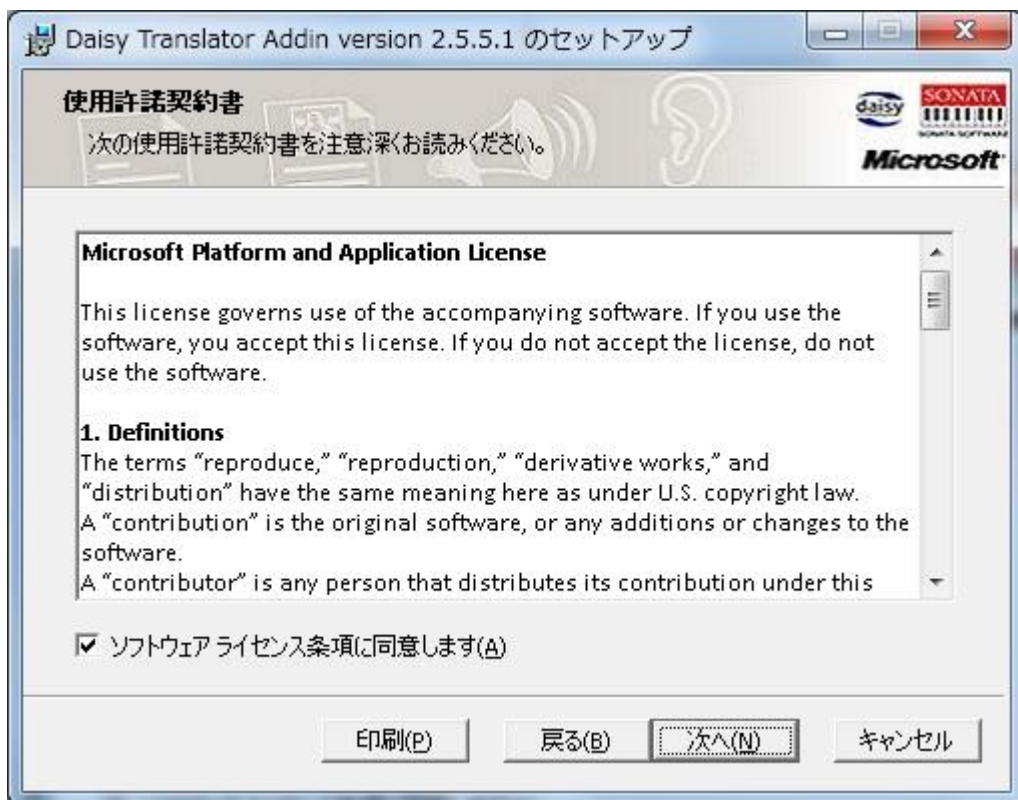 Daisy Translator Addin version 2.5.5.1 のセットアップ
使用許諾契約書
次の使用許諾契約書を注意深くお読みください。
daisy
SONATA
SONATA SOFTWARE
Microsoft
Microsoft Platform and Application License
This license governs use of the accompanying software. If you use the
software, you accept this license. If you do not accept the license, do not
use the software.
1. Definitions
The terms “reproduce,” “reproduction,” “derivative works,” and
“distribution” have the same meaning here as under U.S. copyright law.
A “contribution” is the original software, or any additions or changes to the
software.
A “contributor” is any person that distributes its contribution under this
ソフトウェア ライセンス条項に同意します(A)
印刷(P)
戻る(B)
次へ(N)
キャンセル